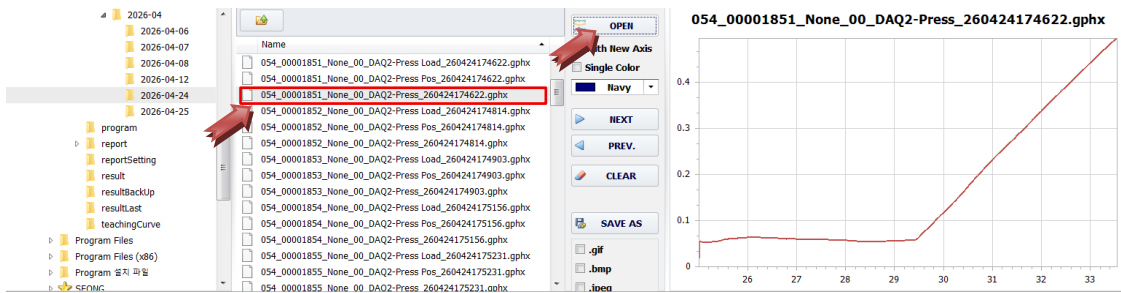 2026-04
2026-04-06
2026-04-07
2026-04-08
2026-04-12
2026-04-24
2026-04-25
program
report
reportSetting
result
resultBackUp
resultLast
teachingCurve
Program Files
Program Files (x86)
Program 설치 파일
SEONG
Name
054_00001851_None_00_DAQ2-Press Load_260424174622.gphx
054_00001851_None_00_DAQ2-Press Pos_260424174622.gphx
054_00001851_None_00_DAQ2-Press_260424174622.gphx
054_00001852_None_00_DAQ2-Press Load_260424174814.gphx
054_00001852_None_00_DAQ2-Press Pos_260424174814.gphx
054_00001852_None_00_DAQ2-Press_260424174814.gphx
054_00001853_None_00_DAQ2-Press Load_260424174903.gphx
054_00001853_None_00_DAQ2-Press Pos_260424174903.gphx
054_00001853_None_00_DAQ2-Press_260424174903.gphx
054_00001854_None_00_DAQ2-Press Load_260424175156.gphx
054_00001854_None_00_DAQ2-Press Pos_260424175156.gphx
054_00001854_None_00_DAQ2-Press_260424175156.gphx
054_00001855_None_00_DAQ2-Press Load_260424175231.gphx
054_00001855_None_00_DAQ2-Press Pos_260424175231.gphx
054_00001855_None_00_DAQ2-Press_260424175231.gphx
OPEN
New Axis
Single Color
Navy
NEXT
PREV.
CLEAR
SAVE AS
.gif
.bmp
.jpeg
054_00001851_None_00_DAQ2-Press_260424174622.gphx
0.4
0.3
0.2
0.1
0
26 27 28 29 30 31 32 33